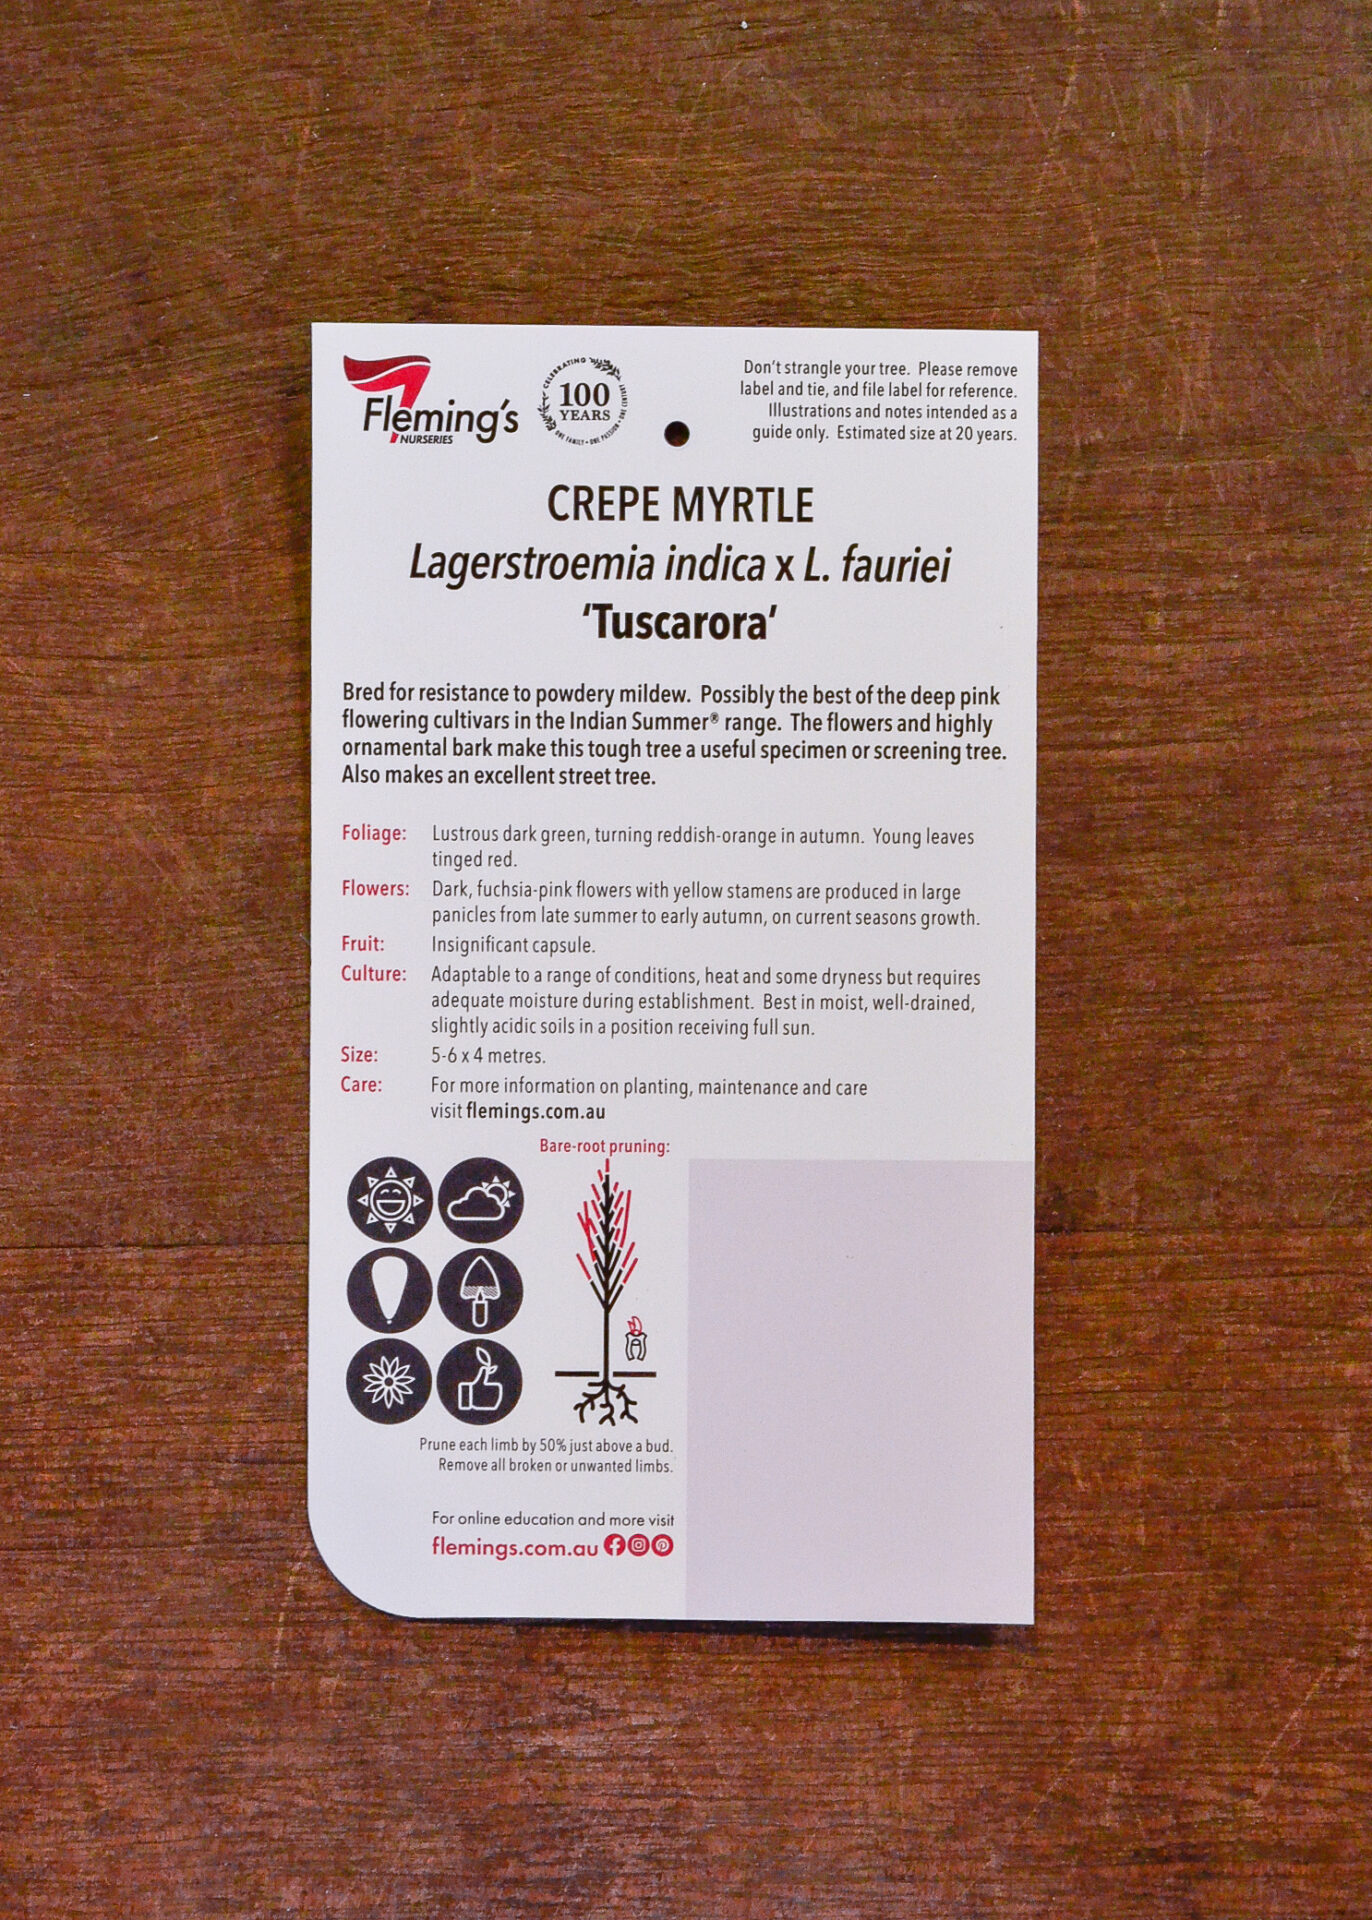 Fleming's
NURSERIES
CELEBRATING
100
YEARS
ONE FAMILY • ONE PASSION • ONE CENTURY
Don't strangle your tree. Please remove
label and tie, and file label for reference.
Illustrations and notes intended as a
guide only. Estimated size at 20 years.
CREPE MYRTLE
Lagerstroemia indica x L. fauriei
'Tuscarora'
Bred for resistance to powdery mildew. Possibly the best of the deep pink
flowering cultivars in the Indian Summer® range. The flowers and highly
ornamental bark make this tough tree a useful specimen or screening tree.
Also makes an excellent street tree.
Foliage: Lustrous dark green, turning reddish-orange in autumn. Young leaves
tinged red.
Flowers: Dark, fuchsia-pink flowers with yellow stamens are produced in large
panicles from late summer to early autumn, on current seasons growth.
Fruit: Insignificant capsule.
Culture: Adaptable to a range of conditions, heat and some dryness but requires
adequate moisture during establishment. Best in moist, well-drained,
slightly acidic soils in a position receiving full sun.
Size: 5-6 x 4 metres.
Care: For more information on planting, maintenance and care
visit flemings.com.au
Bare-root pruning:
Prune each limb by 50% just above a bud.
Remove all broken or unwanted limbs.
For online education and more visit
flemings.com.au